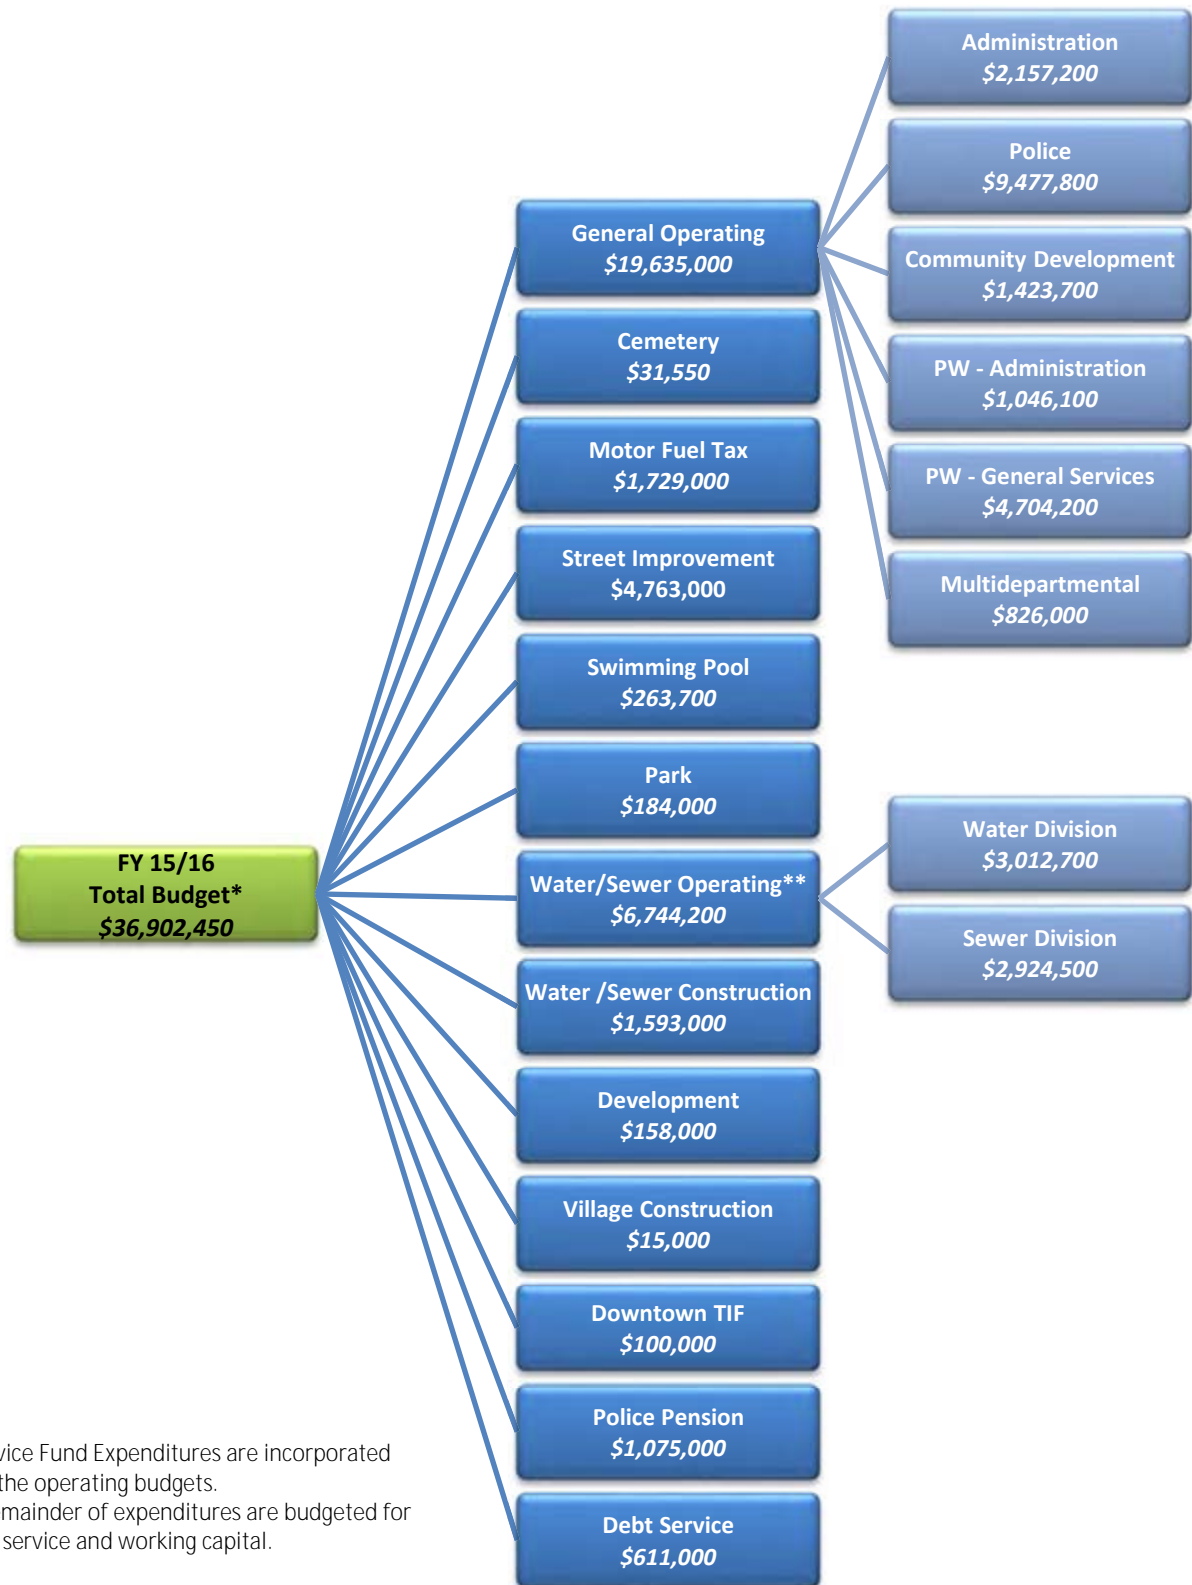 FY 15/16
Total Budget*
$36,902,450
General Operating
$19,635,000
Cemetery
$31,550
Motor Fuel Tax
$1,729,000
Street Improvement
$4,763,000
Swimming Pool
$263,700
Park
$184,000
Water/Sewer Operating**
$6,744,200
Water /Sewer Construction
$1,593,000
Development
$158,000
Village Construction
$15,000
Downtown TIF
$100,000
Police Pension
$1,075,000
Debt Service
$611,000
Administration
$2,157,200
Police
$9,477,800
Community Development
$1,423,700
PW - Administration
$1,046,100
PW - General Services
$4,704,200
Multidepartmental
$826,000
Water Division
$3,012,700
Sewer Division
$2,924,500
Fund Expenditures are incorporated
the operating budgets.
of expenditures are budgeted for
service and working capital.